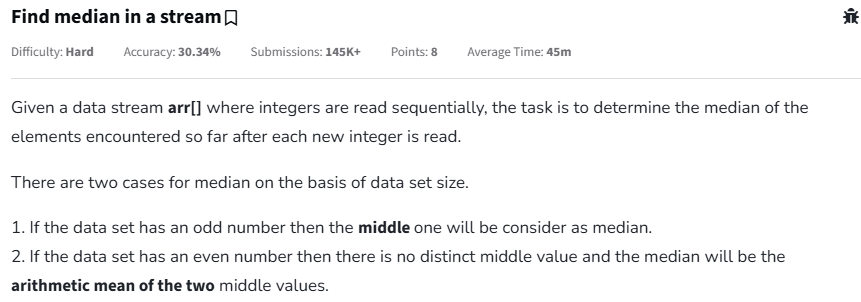 Find median in a stream
Difficulty: Hard Accuracy: 30.34% Submissions: 145K+ Points: 8 Average Time: 45m
Given a data stream arr[] where integers are read sequentially, the task is to determine the median of the
elements encountered so far after each new integer is read.
There are two cases for median on the basis of data set size.
1. If the data set has an odd number then the middle one will be consider as median.
2. If the data set has an even number then there is no distinct middle value and the median will be the
arithmetic mean of the two middle values.